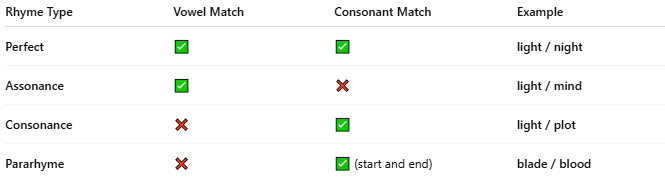 Rhyme Type Vowel Match Consonant Match Example
Perfect ✅ ✅ light / night
Assonance ✅ ❌ light / mind
Consonance ❌ ✅ light / plot
Pararhyme ❌ ✅ (start and end) blade / blood